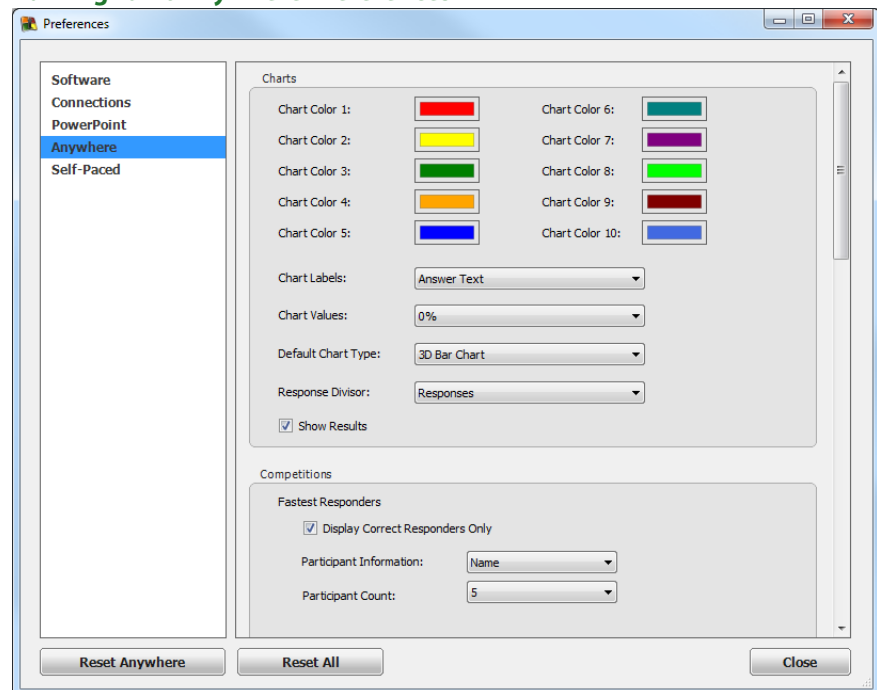 Preferences
Software
Connections
PowerPoint
Anywhere
Self-Paced
Charts
Chart Color 1:
Chart Color 6:
Chart Color 2:
Chart Color 7:
Chart Color 3:
Chart Color 8:
Chart Color 4:
Chart Color 9:
Chart Color 5:
Chart Color 10:
Chart Labels: Answer Text
Chart Values: 0%
Default Chart Type: 3D Bar Chart
Response Divisor: Responses
Show Results
Competitions
Fastest Responders
Display Correct Responders Only
Participant Information: Name
Participant Count: 5
Reset Anywhere
Reset All
Close